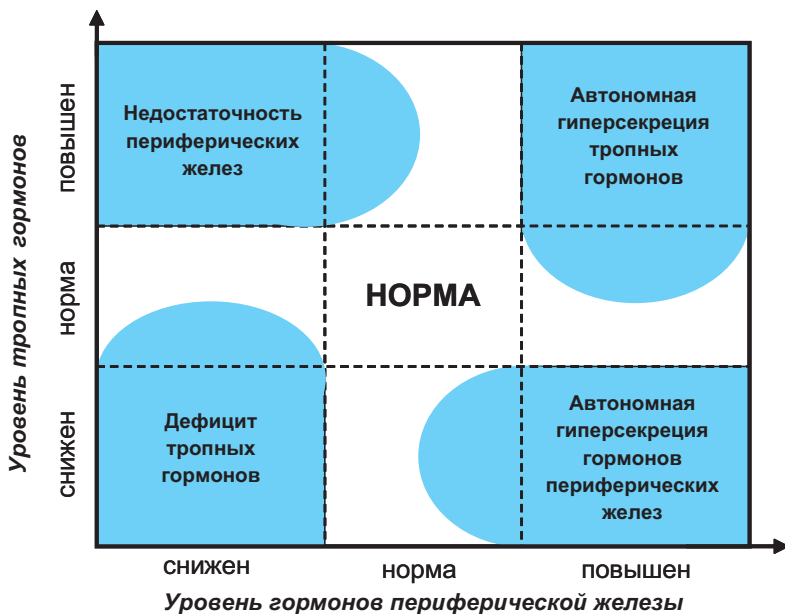 Уровень тропных гормонов
повышен
норма
снижен
Недостаточность
периферических
желез
Автономная
гиперсекреция
тропных
гормонов
НОРМА
Дефицит
тропных
гормонов
Автономная
гиперсекреция
гормонов
периферических
желез
снижен
норма
повышен
Уровень гормонов периферической железы